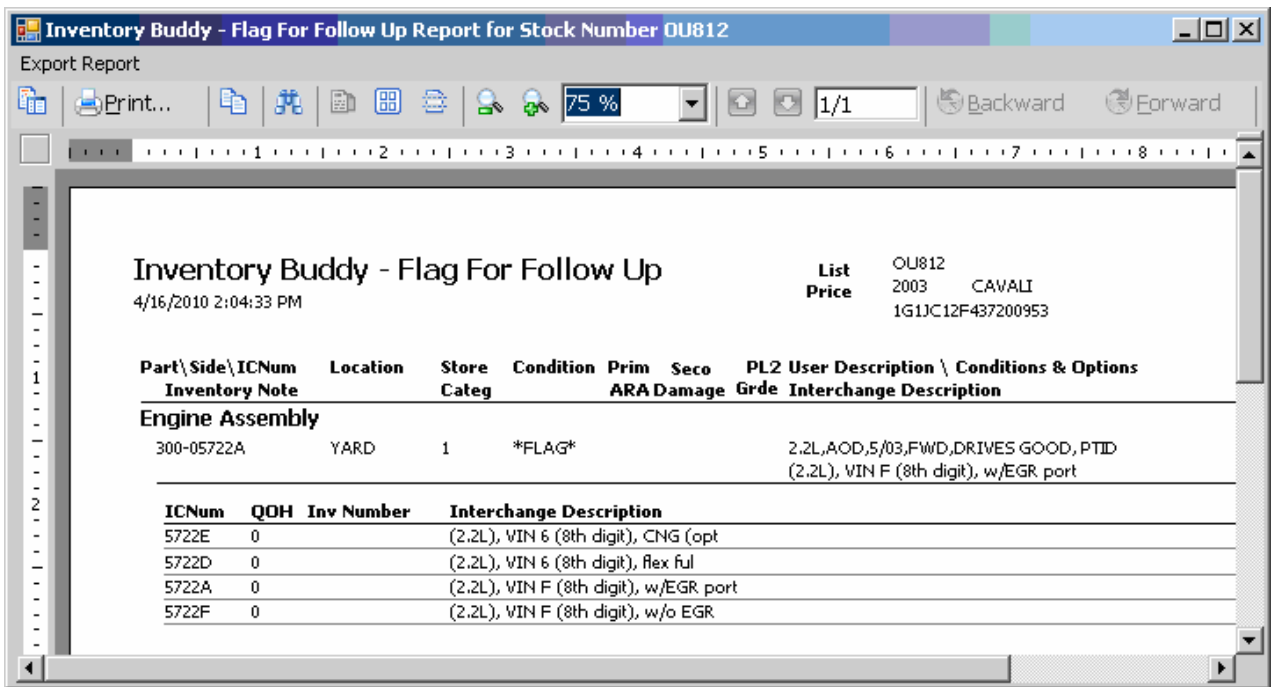 Inventory Buddy - Flag For Follow Up Report for Stock Number OU812
Export Report
Print... 75 % 1/1 Backward Forward
1 2 3 4 5 6 7 8
Inventory Buddy - Flag For Follow Up List OU812
4/16/2010 2:04:33 PM Price 2003 CAVALI
1G1JC12F437200953
Part\Side\ICNum Location Store Condition Prim Seco PL2 User Description \ Conditions & Options
Inventory Note Categ ARA Damage Grde Interchange Description
Engine Assembly
300-05722A YARD 1 *FLAG* 2.2L,AOD,5/03,FWD,DRIVES GOOD, PTID
(2.2L), VIN F (8th digit), w/EGR port
ICNum QOH Inv Number Interchange Description
5722E 0 (2.2L), VIN 6 (8th digit), CNG (opt
5722D 0 (2.2L), VIN 6 (8th digit), flex ful
5722A 0 (2.2L), VIN F (8th digit), w/EGR port
5722F 0 (2.2L), VIN F (8th digit), w/o EGR
1
2